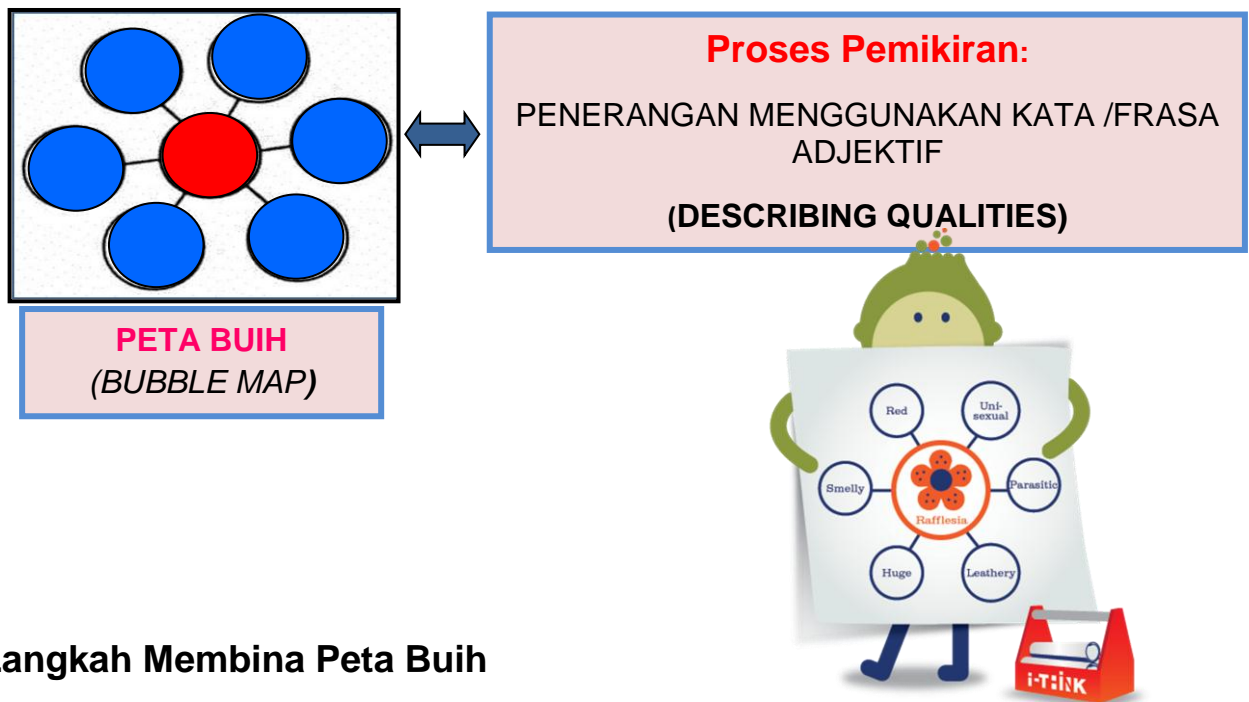 Proses Pemikiran:
PENERANGAN MENGGUNAKAN KATA /FRASA
ADJEKTIF
(DESCRIBING QUALITIES)
PETA BUIH
(BUBBLE MAP)
Red
Uni-
sexual
Smelly
Parasitic
Rafflesia
Huge
Leathery
angkah Membina Peta Buih
i-THiNK